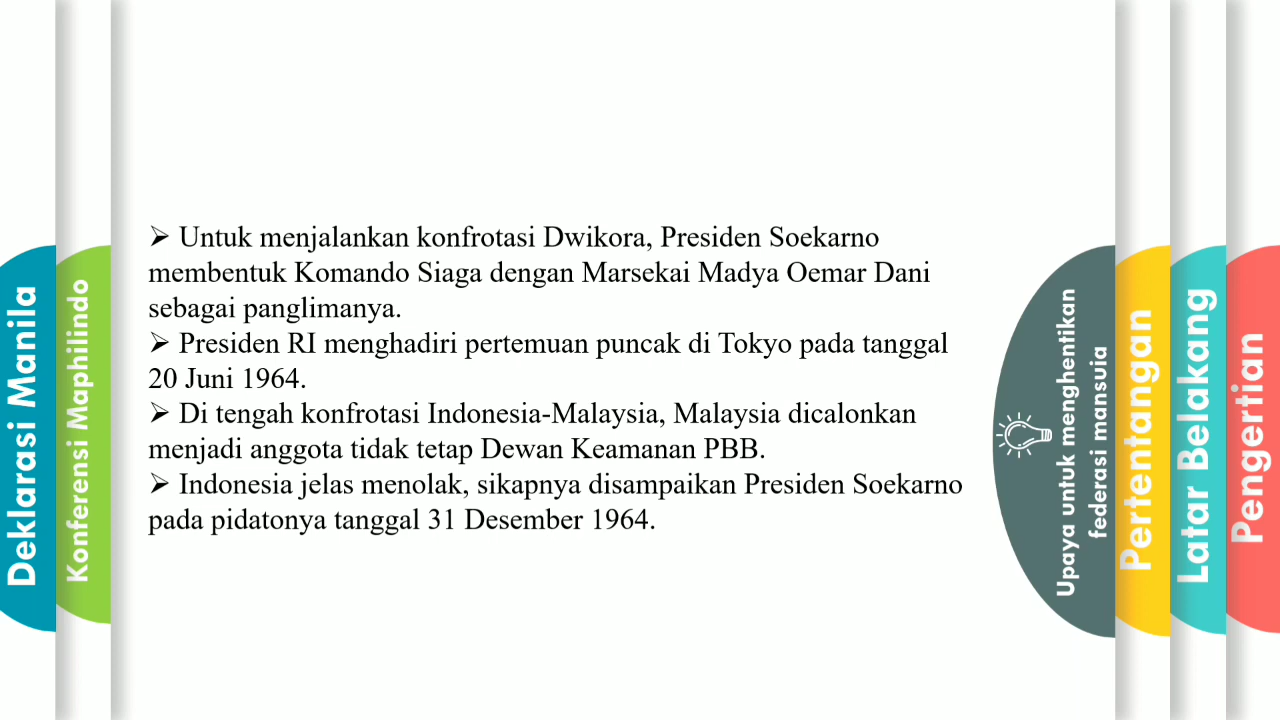 Deklarasi Manila
Konferensi Maphilindo
➢ Untuk menjalankan konfrotasi Dwikora, Presiden Soekarno
membentuk Komando Siaga dengan Marsekai Madya Oemar Dani
sebagai panglimanya.
➢ Presiden RI menghadiri pertemuan puncak di Tokyo pada tanggal
20 Juni 1964.
➢ Di tengah konfrotasi Indonesia-Malaysia, Malaysia dicalonkan
menjadi anggota tidak tetap Dewan Keamanan PBB.
➢ Indonesia jelas menolak, sikapnya disampaikan Presiden Soekarno
pada pidatonya tanggal 31 Desember 1964.
Upaya untuk menghentikan
federasi mansuia
Pertentangan
Latar Belakang
Pengertian